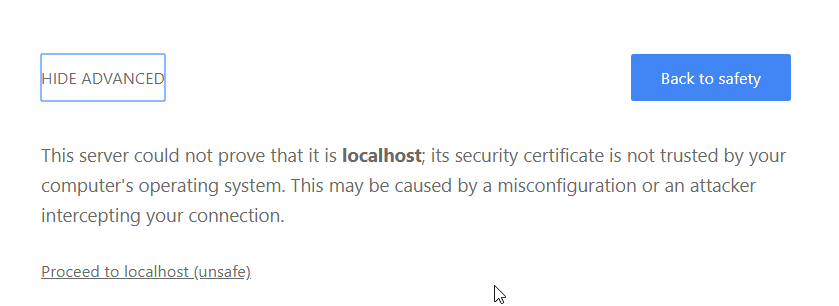 HIDE ADVANCED
Back to safety
This server could not prove that it is localhost; its security certificate is not trusted by your
computer's operating system. This may be caused by a misconfiguration or an attacker
intercepting your connection.
Proceed to localhost (unsafe)